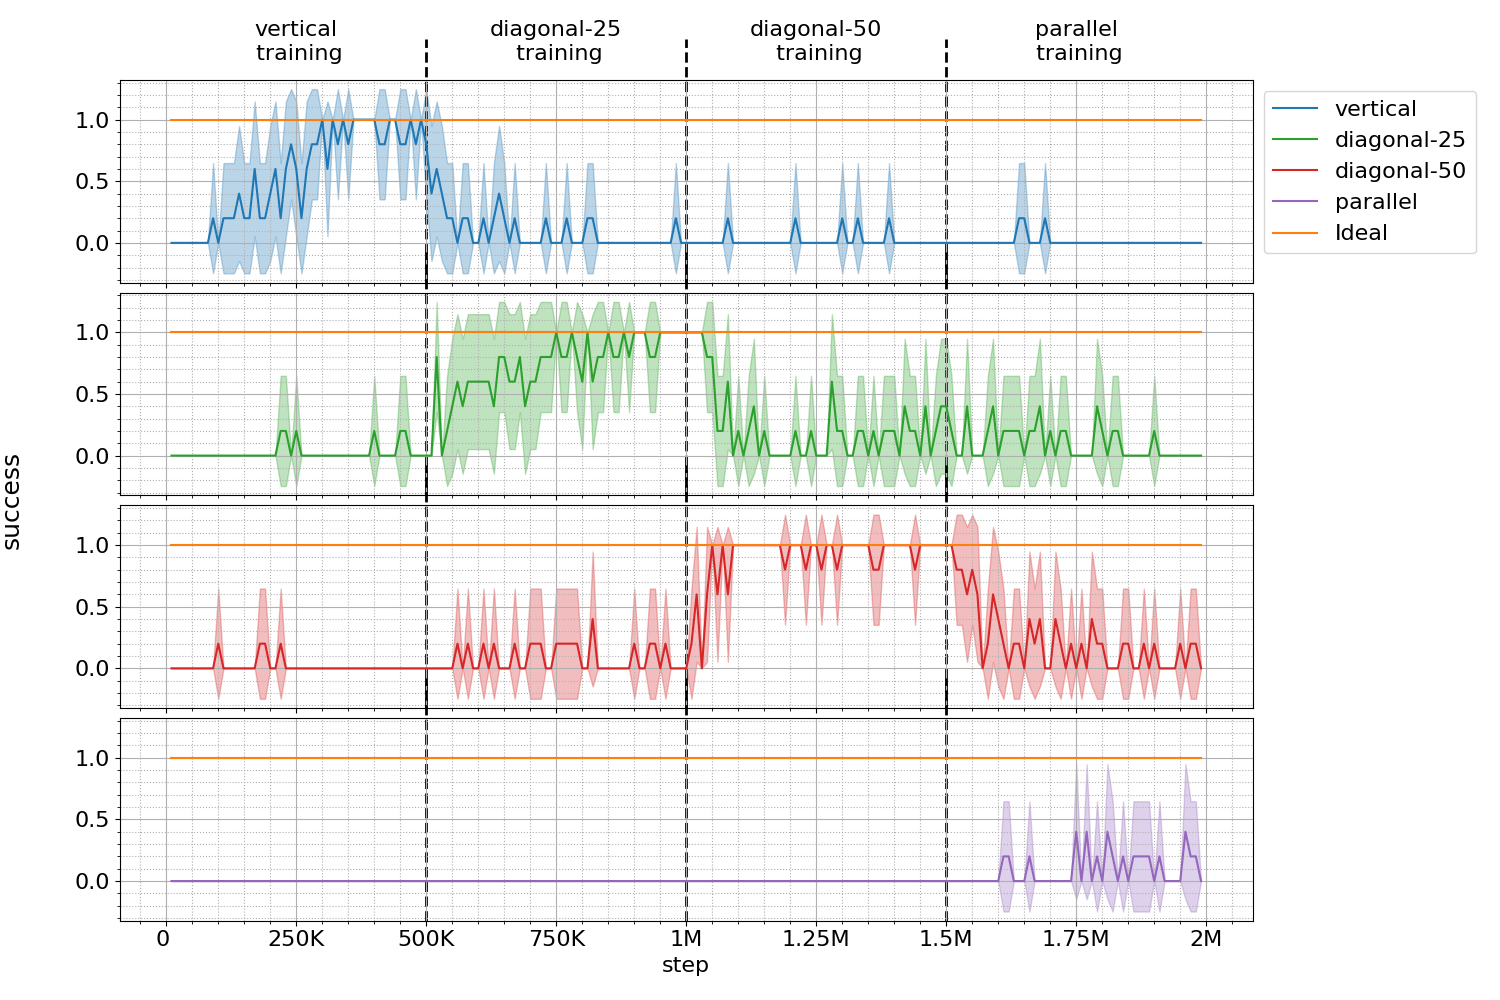 vertical
training
diagonal-25
training
diagonal-50
training
parallel
training
1.0
0.5
0.0
vertical
diagonal-25
diagonal-50
parallel
Ideal
1.0
0.5
0.0
success
1.0
0.5
0.0
1.0
0.5
0.0
0 250K 500K 750K 1M 1.25M 1.5M 1.75M 2M
step